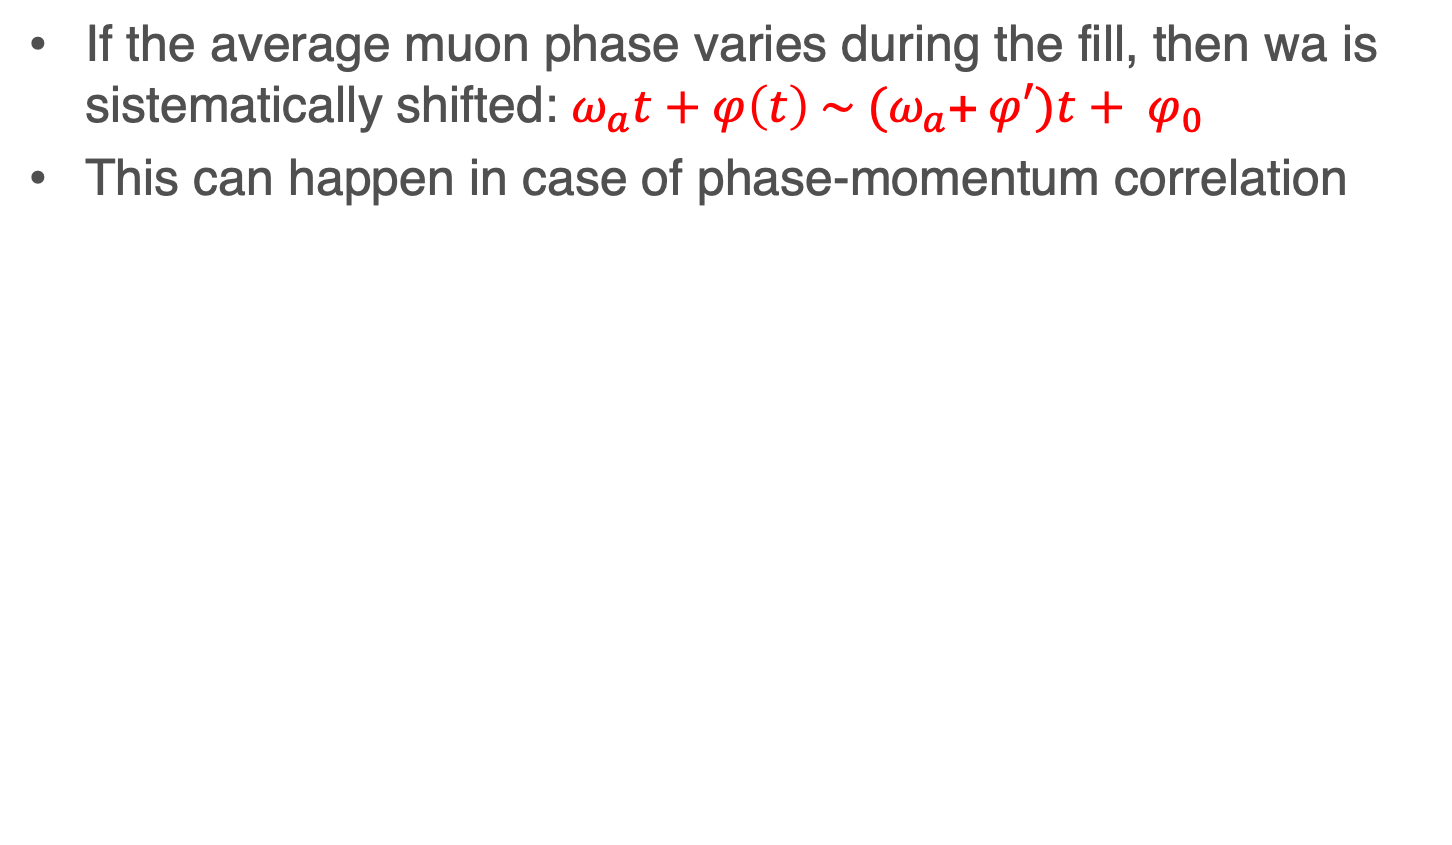 • If the average muon phase varies during the fill, then wa is
sistematically shifted: ωₐt + φ(t) ~ (ωₐ+ φ′)t + φ₀
• This can happen in case of phase-momentum correlation